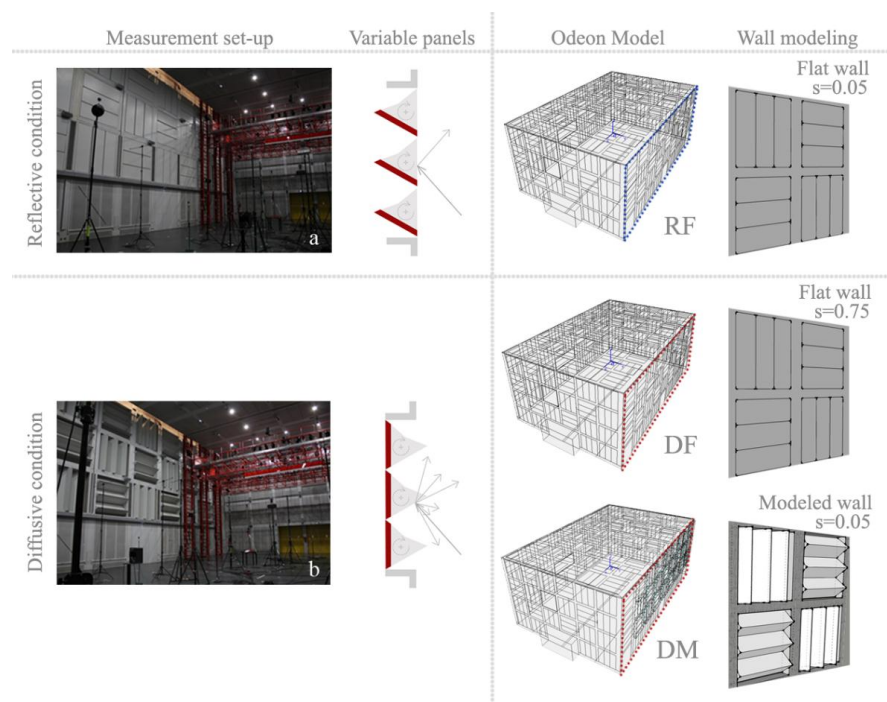 Measurement set-up
Variable panels
Odeon Model
Wall modeling
Reflective condition
a
RF
Flat wall
s=0.05
Diffusive condition
b
DF
Flat wall
s=0.75
DM
Modeled wall
s=0.05